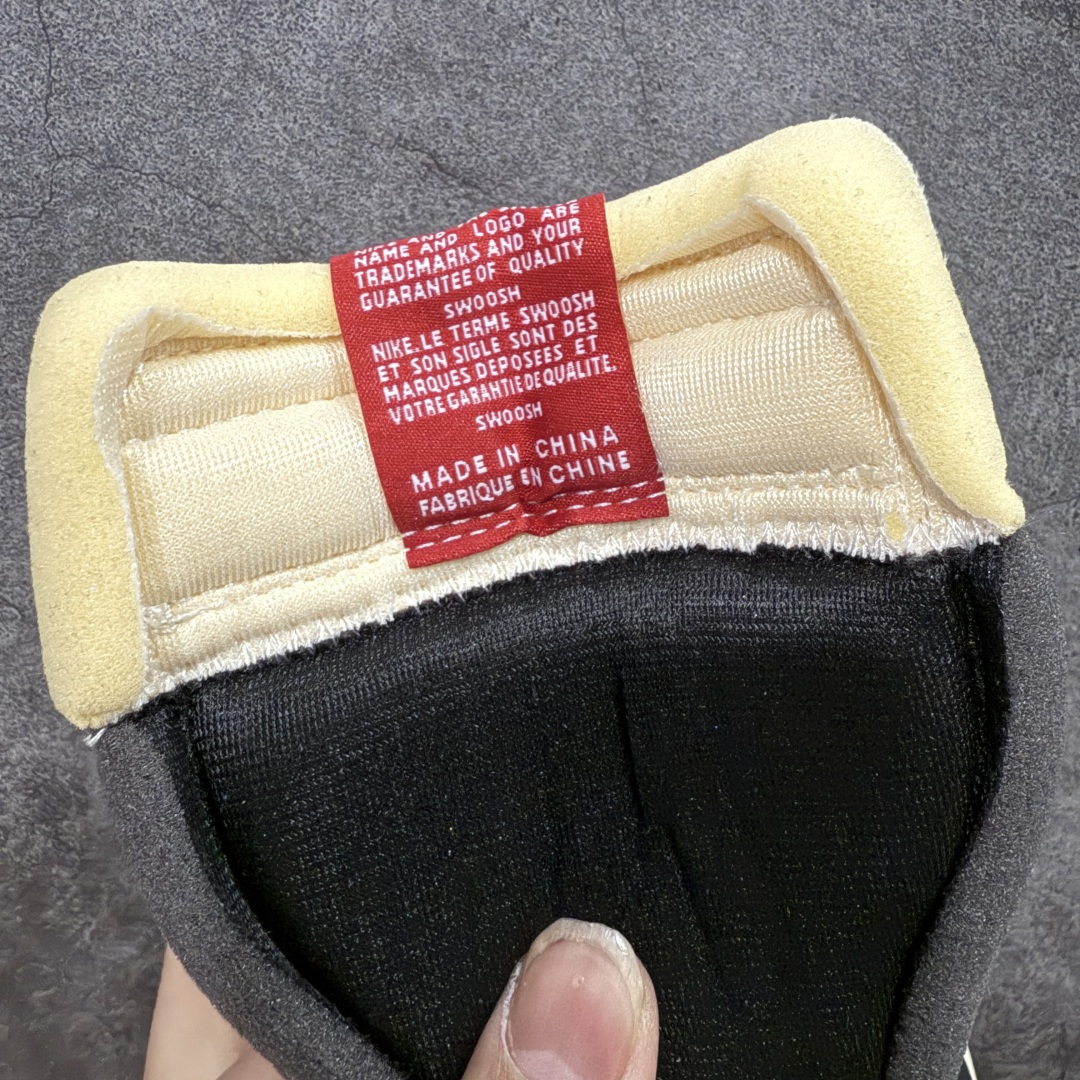 NAME AND LOGO ARE
TRADEMARKS AND YOUR
GUARANTEE OF QUALITY
SWOOSH
NIKE.LE TERME SWOOSH
ET SON SIGLE SONT DES
MARQUES DEPOSEES ET
VOTRE GARAHTIE DE QUALITE.
SWOOSH
MADE IN CHINA
FABRIQUE EN CHINE